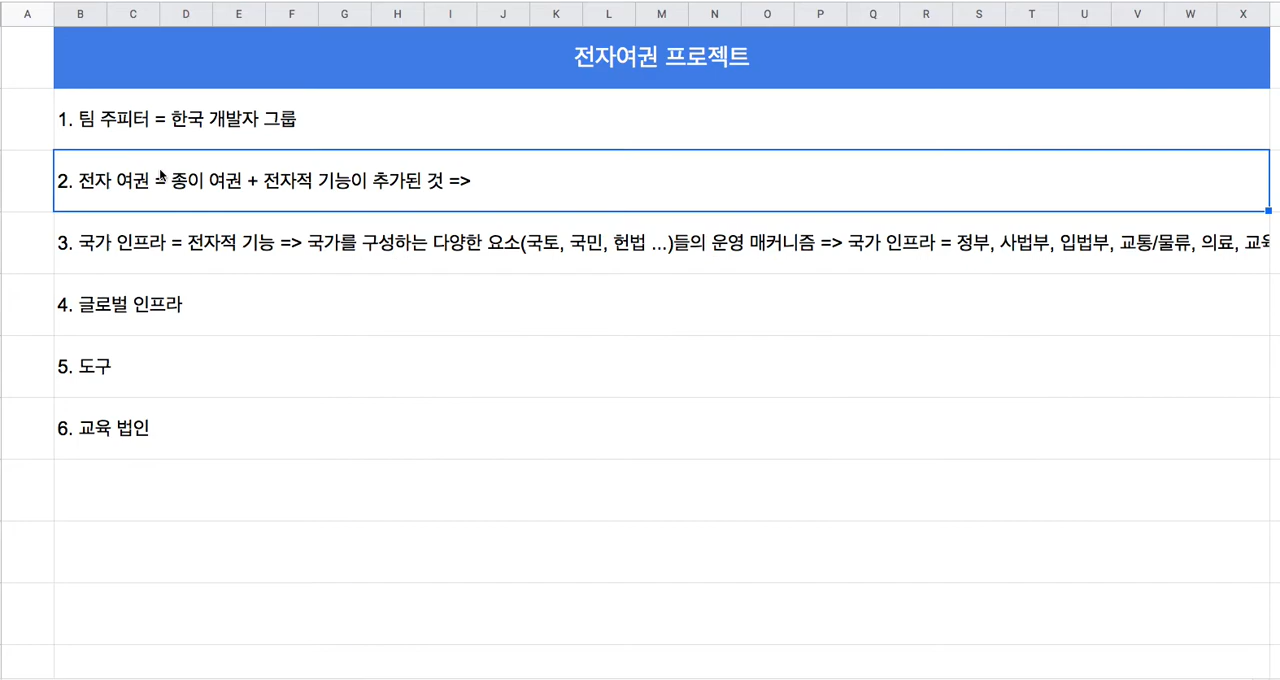 A B C D E F G H I J K L M N O P Q R S T U V W X
전자여권 프로젝트
1. 팀 주피터 = 한국 개발자 그룹
2. 전자 여권 = 종이 여권 + 전자적 기능이 추가된 것 =>
3. 국가 인프라 = 전자적 기능 => 국가를 구성하는 다양한 요소(국토, 국민, 헌법 ...)들의 운영 매커니즘 => 국가 인프라 = 정부, 사법부, 입법부, 교통/물류, 의료,
4. 글로벌 인프라
5. 도구
6. 교육 법인